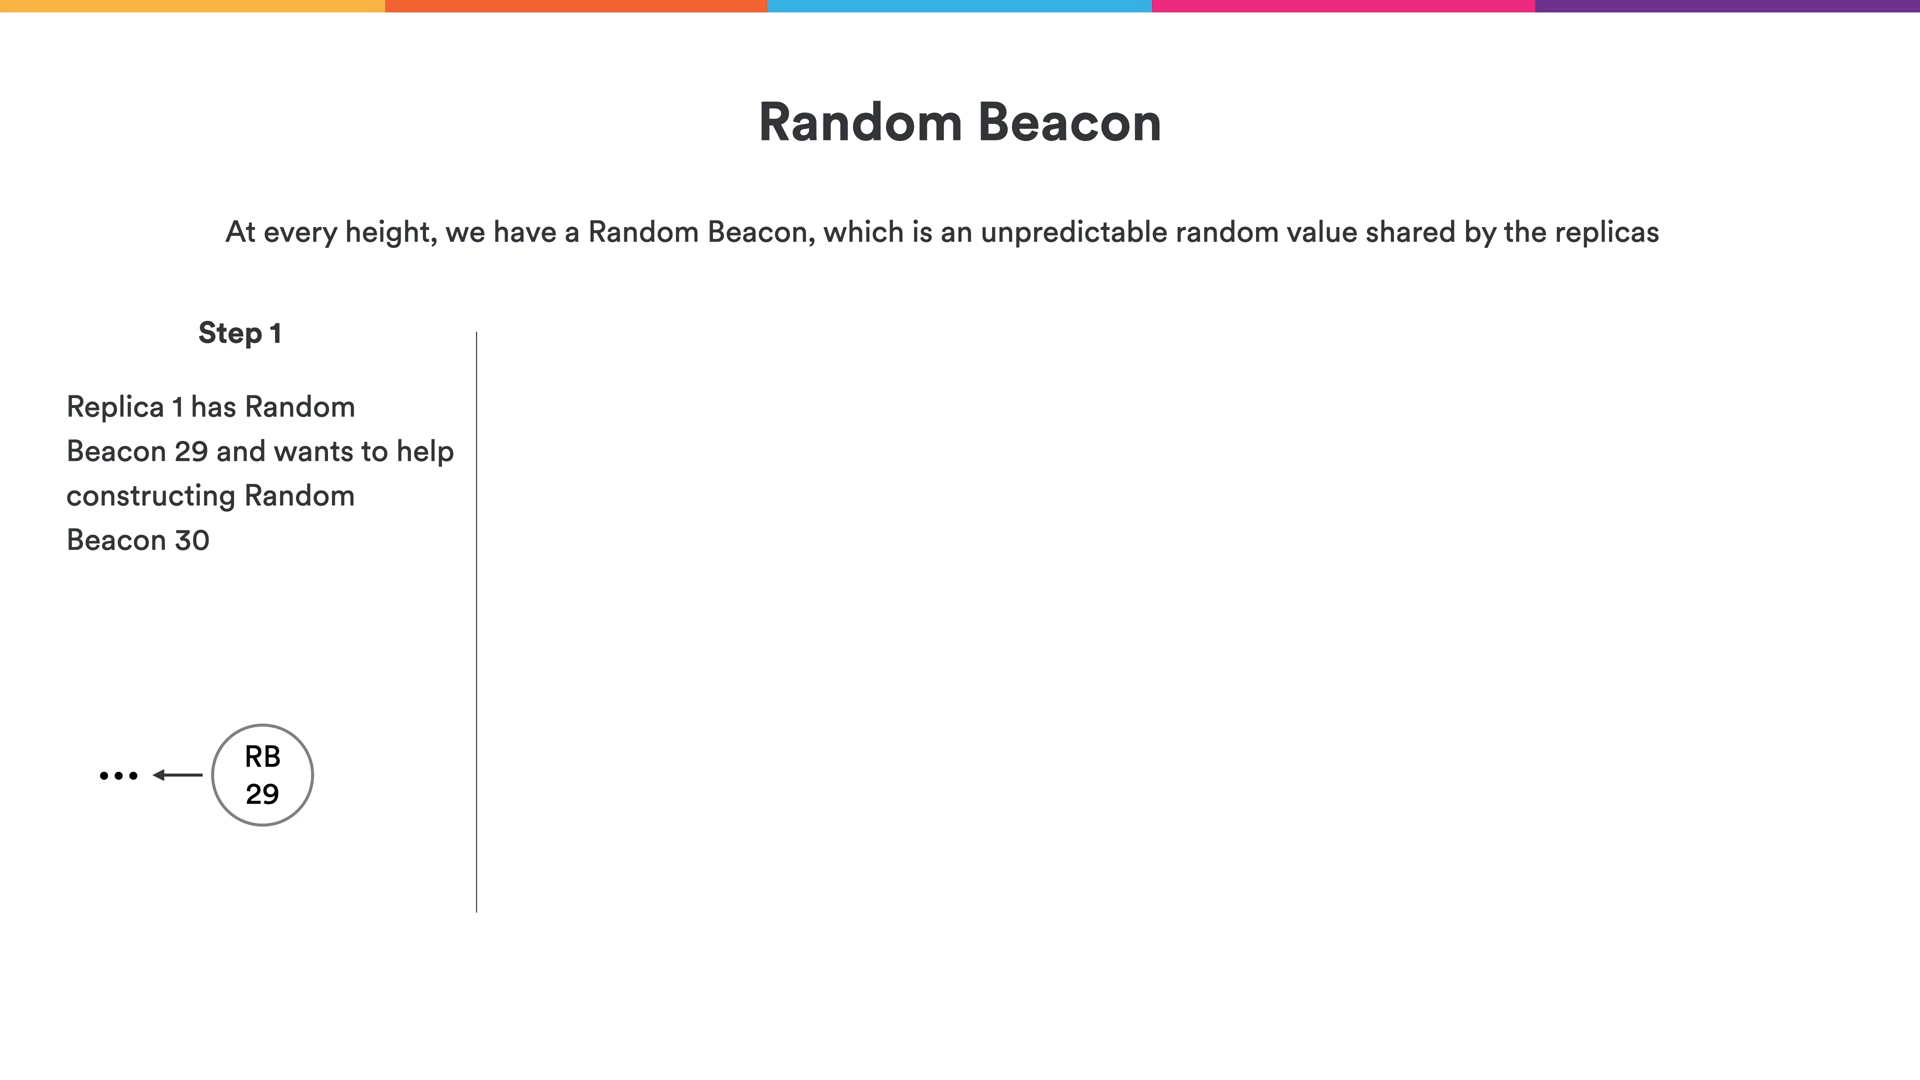 Random Beacon
At every height, we have a Random Beacon, which is an unpredictable random value shared by the replicas
Step 1
Replica 1 has Random
Beacon 29 and wants to help
constructing Random
Beacon 30
RB
29